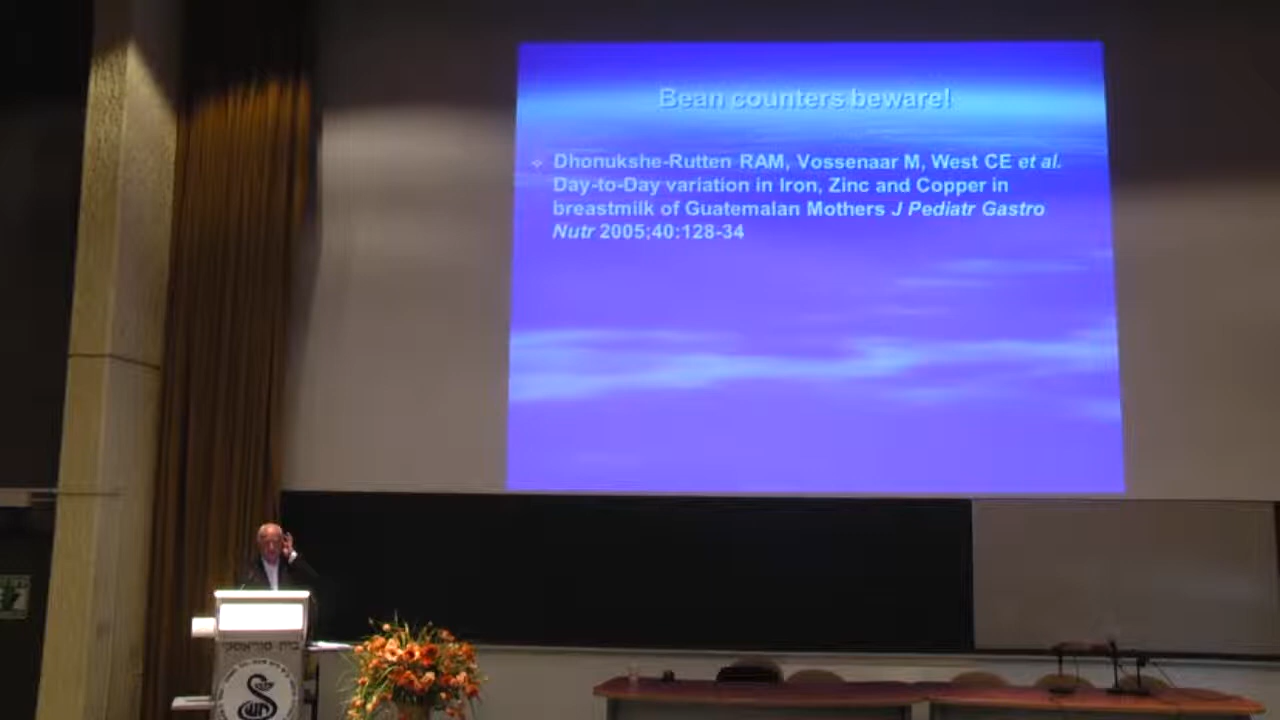 Bean counters beware!
Dhonukshe-Rutten RAM, Vossenaar M, West CE et al.
Day-to-Day variation in Iron, Zinc and Copper in
breastmilk of Guatemalan Mothers J Pediatr Gastro
Nutr 2005;40:128-34